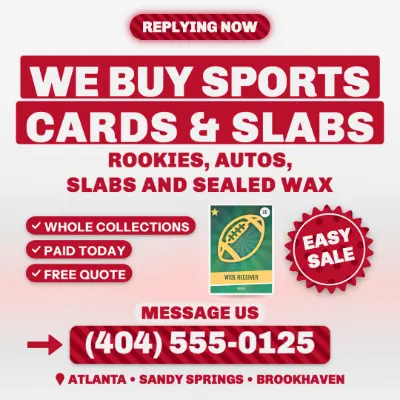 REPLYING NOW
WE BUY SPORTS
CARDS & SLABS
ROOKIES, AUTOS,
SLABS AND SEALED WAX
WHOLE COLLECTIONS
PAID TODAY
FREE QUOTE
WIDE RECEIVER
EASY
SALE
MESSAGE US
(404) 555-0125
ATLANTA • SANDY SPRINGS • BROOKHAVEN